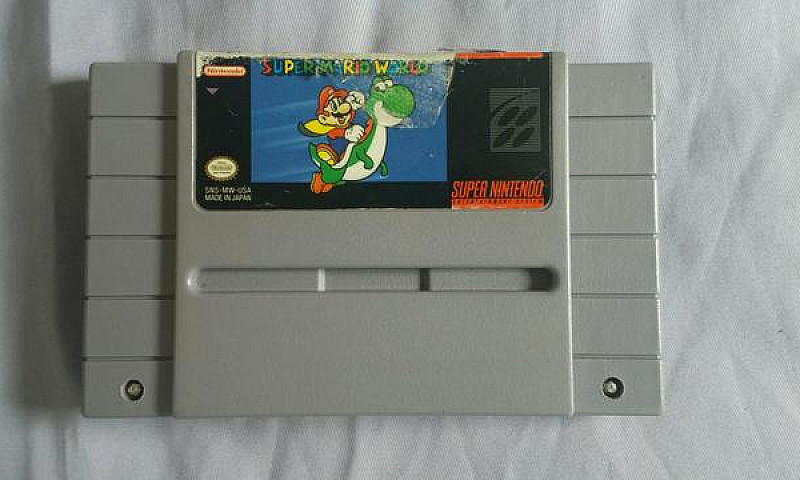 Nintendo
SUPER MARIO WORLD
SNS-MW-USA
MADE IN JAPAN
SUPER NINTENDO
ENTERTAINMENT SYSTEM